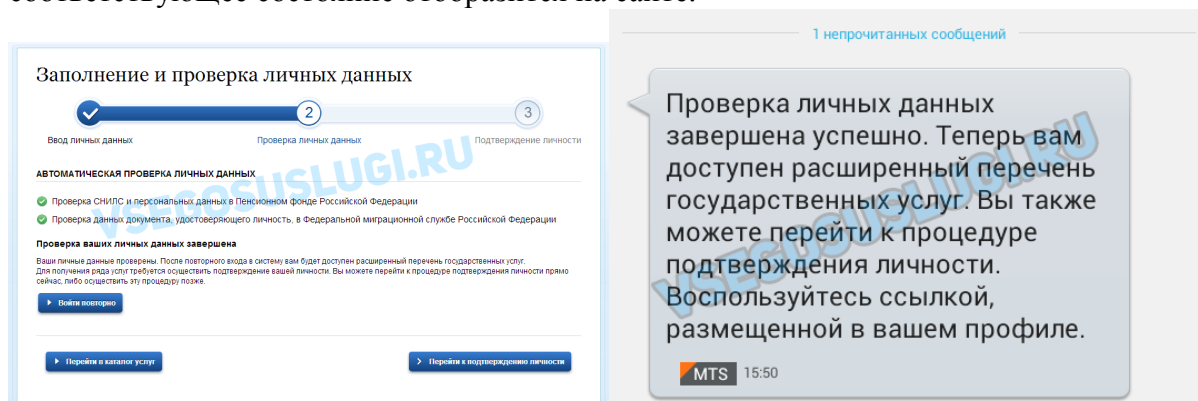 соответствующее состояние отобразится на сайте.
Заполнение и проверка личных данных
2
3
Ввод личных данных
Проверка личных данных
Подтверждение личности
АВТОМАТИЧЕСКАЯ ПРОВЕРКА ЛИЧНЫХ ДАННЫХ
Проверка СНИЛС и персональных данных в Пенсионном фонде Российской Федерации
Проверка данных документа, удостоверяющего личность, в Федеральной миграционной службе Российской Федерации
Проверка ваших личных данных завершена
Ваши личные данные проверены. После повторного входа в систему вам будет доступен расширенный перечень государственных услуг.
Для получения ряда услуг требуется осуществить подтверждение вашей личности. Вы можете перейти к процедуре подтверждения личности прямо
сейчас, либо осуществить эту процедуру позже.
Войти повторно
Перейти в каталог услуг
Перейти к подтверждению личности
VSEGOSUSLUGI.RU
1 непрочитанных сообщений
Проверка личных данных
завершена успешно. Теперь вам
доступен расширенный перечень
государственных услуг. Вы также
можете перейти к процедуре
подтверждения личности.
Воспользуйтесь ссылкой,
размещенной в вашем профиле.
MTS 15:50
VSEGOSUSLUGI.RU